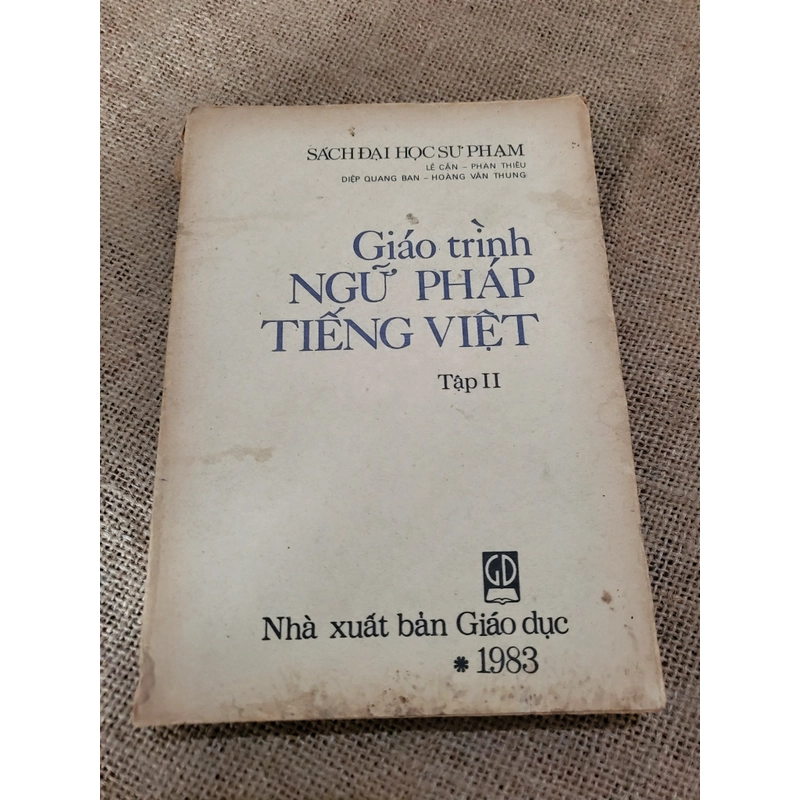 SÁCH ĐẠI HỌC SƯ PHẠM
LÊ CẬN – PHAN THIỀU
DIỆP QUANG BAN – HOÀNG VĂN THUNG
Giáo trình
NGỮ PHÁP
TIẾNG VIỆT
Tập II
GD
Nhà xuất bản Giáo dục
* 1983